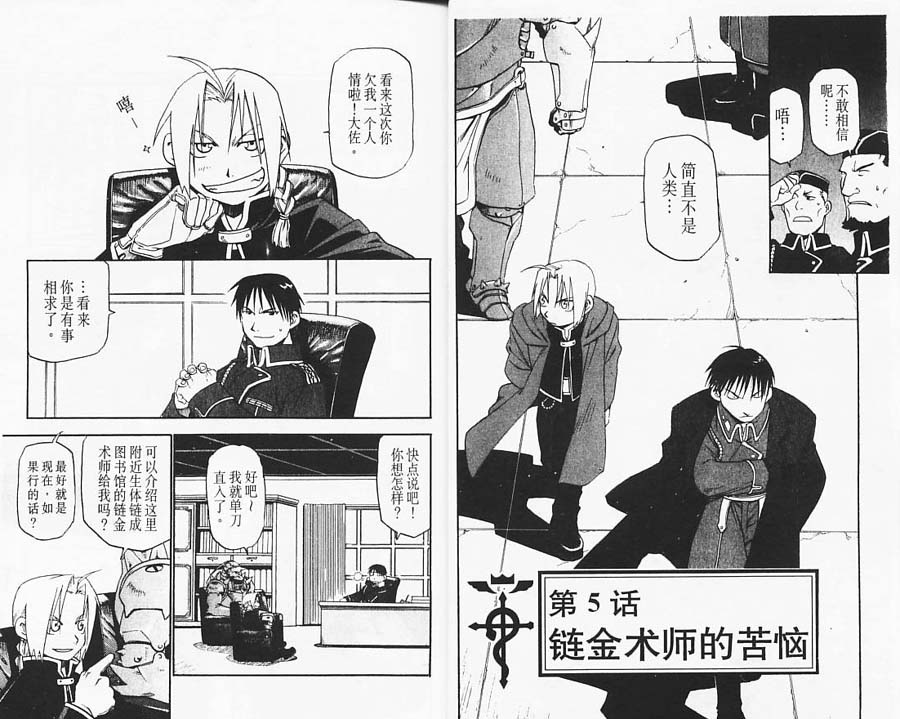 不敢相信
呢……
唔…
简直不是
人类…
第 5 话
链金术师的苦恼
看来这次你
欠我一个人
情啦！大
佐。
嘻—
…看来
你是有事
相求了。
快点说吧！
你想怎样？
好吧～
我就单刀
直入了。
可以介绍这里
附近生体链成
图书馆的链金
术师给我吗？
最好就是
现在，如
果行的话？